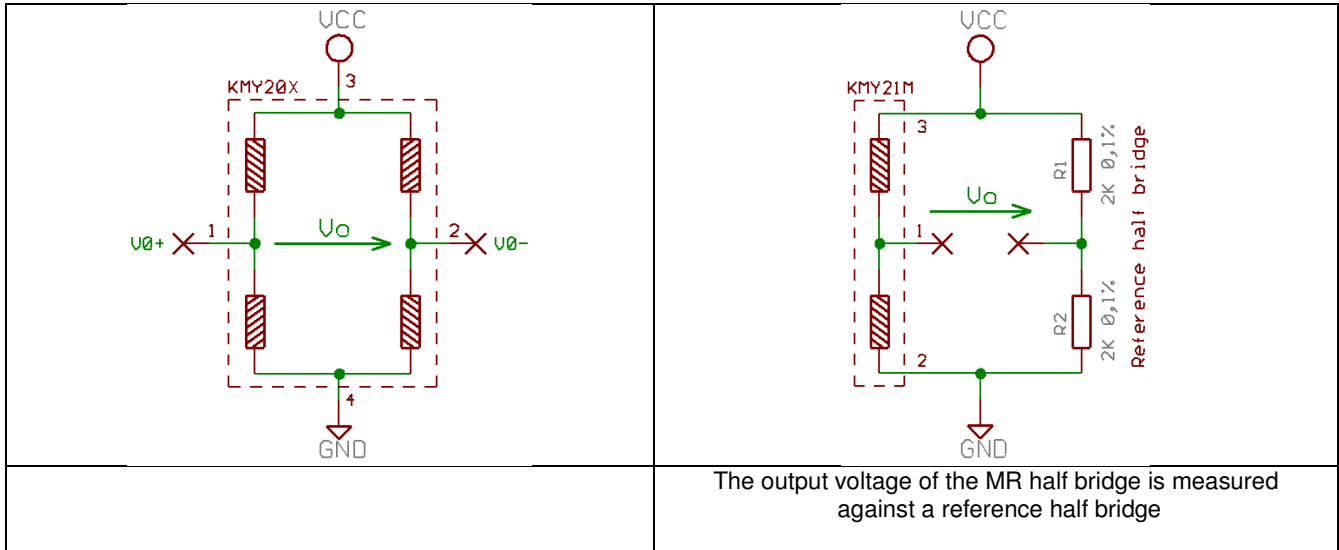 VCC
3
KMY20X
1
V0+
Vo
2
V0-
4
GND
VCC
KMY21M
3
R1
2K 0,1%
Vo
1
R2
2K 0,1%
2
Reference half bridge
GND
The output voltage of the MR half bridge is measured
against a reference half bridge